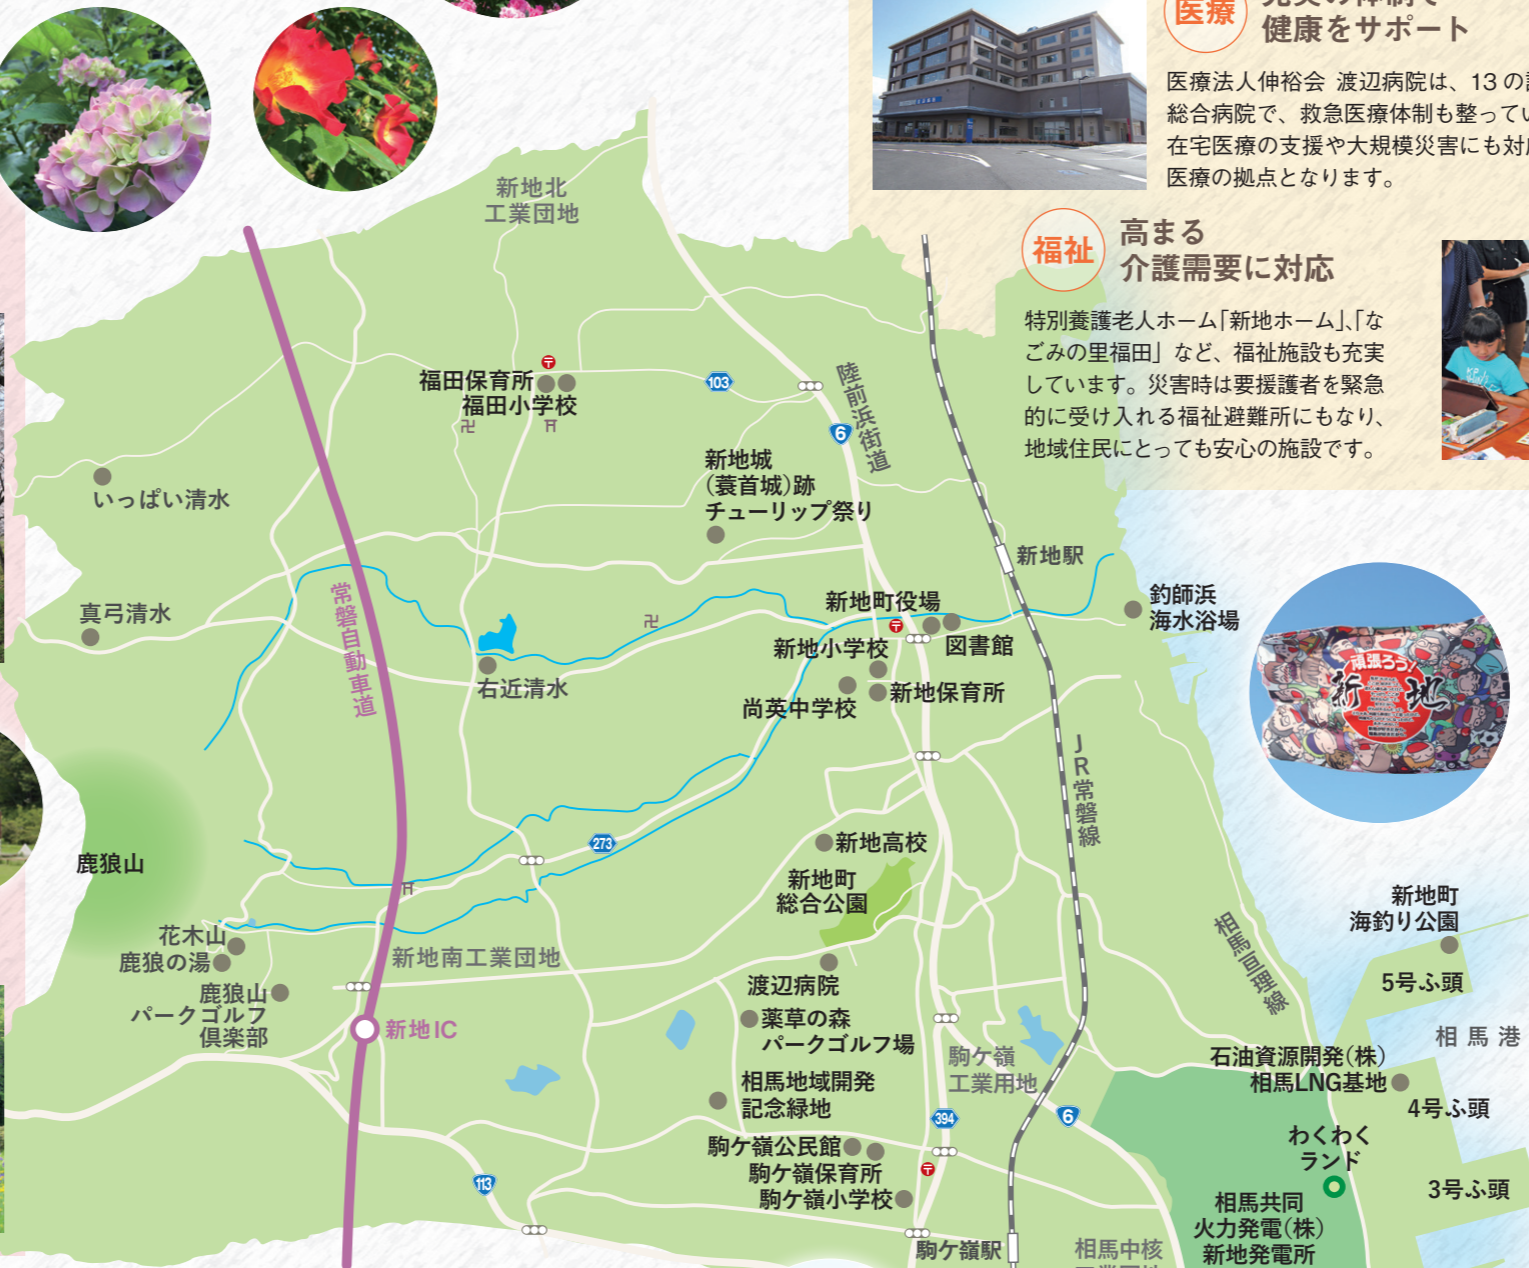 医療
健康をサポート
医療法人伸裕会 渡辺病院は、13の
総合病院で、救急医療体制も整ってい
在宅医療の支援や大規模災害にも対
医療の拠点となります。
福祉
高まる
介護需要に対応
特別養護老人ホーム「新地ホーム」、「な
ごみの里福田」など、福祉施設も充実
しています。災害時は要援護者を緊急
的に受け入れる福祉避難所にもなり、
地域住民にとっても安心の施設です。
新地北
工業団地
福田保育所
福田小学校
103
陸前浜街道
6
新地城
(蓑首城)跡
チューリップ祭り
いっぱい清水
新地駅
常磐自動車道
真弓清水
新地町役場
釣師浜
海水浴場
新地小学校
図書館
右近清水
新地保育所
尚英中学校
頑張ろう!
新地
JR常磐線
273
新地高校
鹿狼山
新地町
総合公園
新地町
海釣り公園
相馬亘理線
花木山
鹿狼の湯
新地南工業団地
5号ふ頭
鹿狼山
パークゴルフ
倶楽部
渡辺病院
薬草の森
パークゴルフ場
新地IC
相馬港
駒ケ嶺
工業用地
石油資源開発(株)
相馬LNG基地
相馬地域開発
記念緑地
4号ふ頭
394
6
わくわく
ランド
駒ケ嶺公民館
駒ケ嶺保育所
駒ケ嶺小学校
113
3号ふ頭
相馬共同
火力発電(株)
新地発電所
駒ケ嶺駅
相馬中核